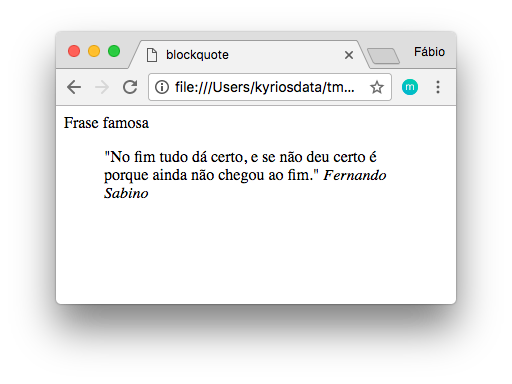 blockquote
Fábio
file:///Users/kyriosdata/tm...
m
Frase famosa
"No fim tudo dá certo, e se não deu certo é
porque ainda não chegou ao fim." Fernando
Sabino